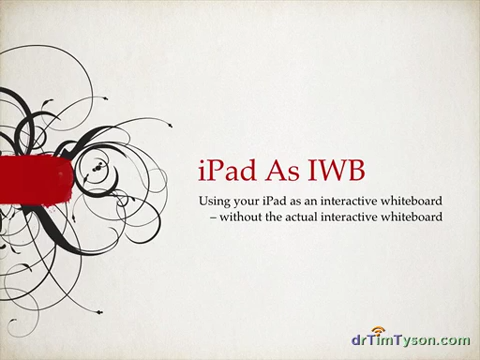 iPad As IWB
Using your iPad as an interactive whiteboard
– without the actual interactive whiteboard
drTimTyson.com